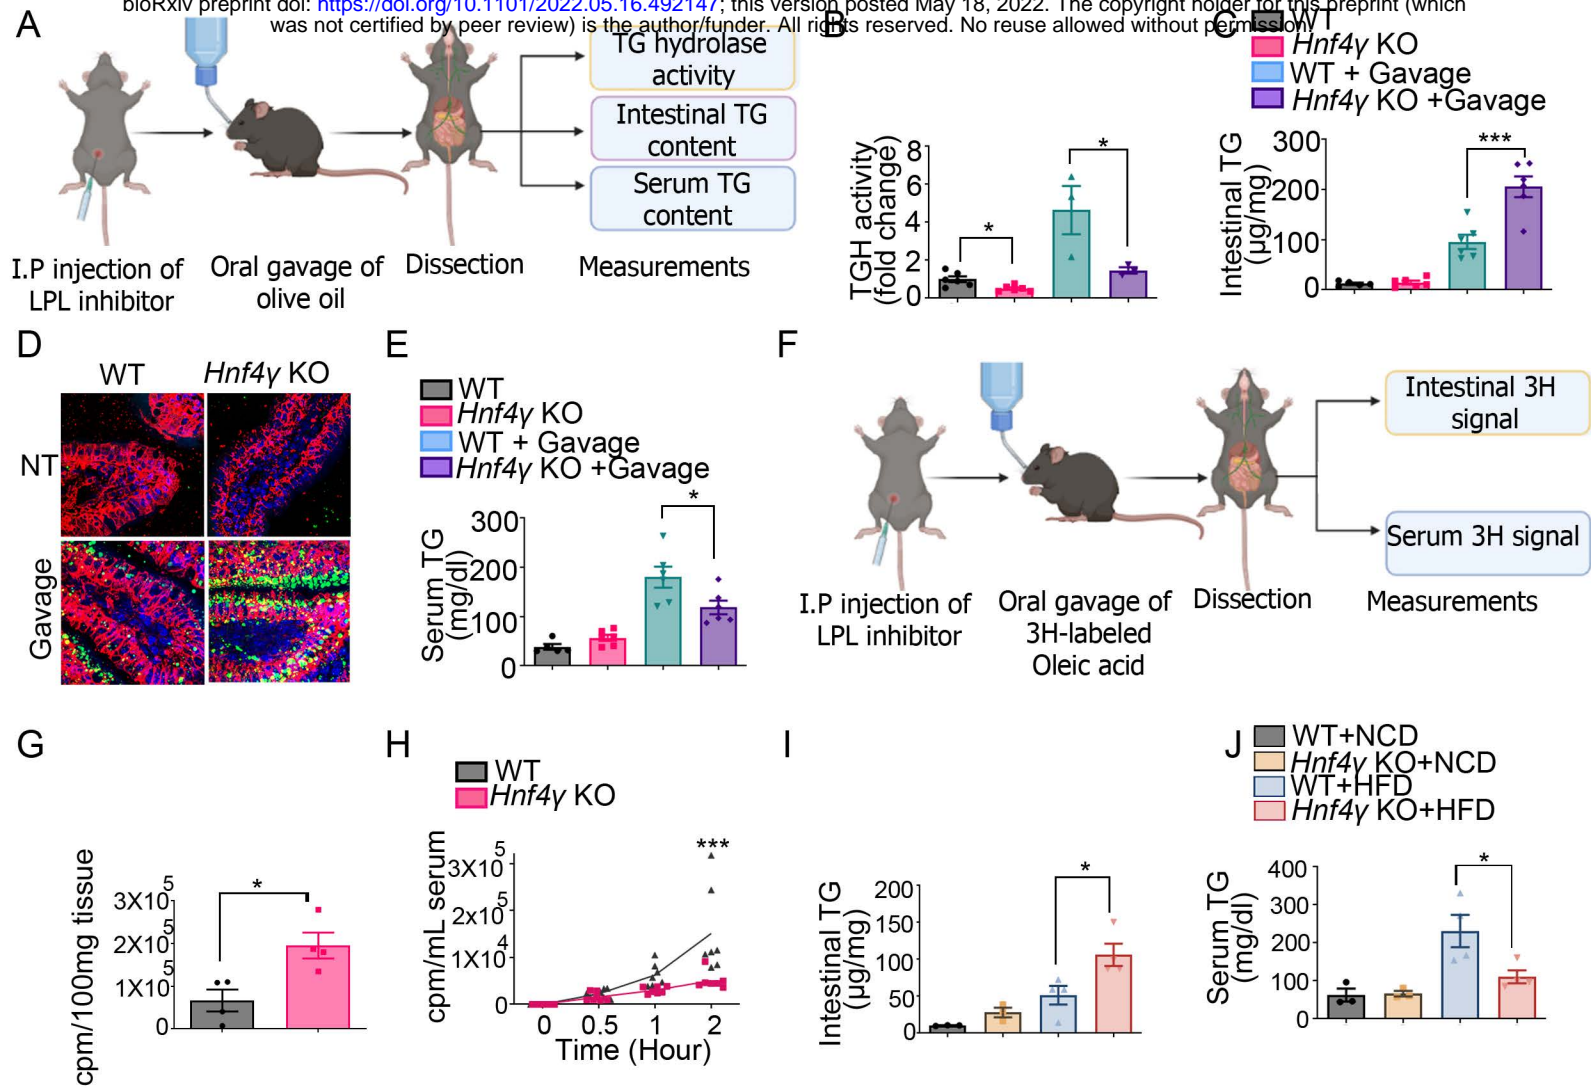 bioRxiv preprint doi: https://doi.org/10.1101/2022.05.16.492147; this version posted May 18, 2022. The copyright holder for this preprint (which
was not certified by peer review) is the author/funder. All rights reserved. No reuse allowed without permission.
A
TG hydrolase
activity
Intestinal TG
content
Serum TG
content
I.P injection of
LPL inhibitor
Oral gavage of
olive oil
Dissection
Measurements
B
TGH activity
(fold change)
8
6
4
2
0
*
*
C
WT
Hnf4γ KO
WT + Gavage
Hnf4γ KO +Gavage
Intestinal TG
(µg/mg)
300
200
100
0
***
D
WT
Hnf4γ KO
NT
Gavage
E
WT
Hnf4γ KO
WT + Gavage
Hnf4γ KO +Gavage
Serum TG
(mg/dl)
300
200
100
0
*
F
Intestinal 3H
signal
Serum 3H signal
I.P injection of
LPL inhibitor
Oral gavage of
3H-labeled
Oleic acid
Dissection
Measurements
G
cpm/100mg tissue
3X10 5
2X10 5
1X10 5
0
*
H
WT
Hnf4γ KO
cpm/mL serum
3X10 5
2x10 5
1X10 4
0
***
0 0.5 1 2
Time (Hour)
I
Intestinal TG
(µg/mg)
200
150
100
50
0
*
J
WT+NCD
Hnf4γ KO+NCD
WT+HFD
Hnf4γ KO+HFD
Serum TG
(mg/dl)
400
300
200
100
0
*